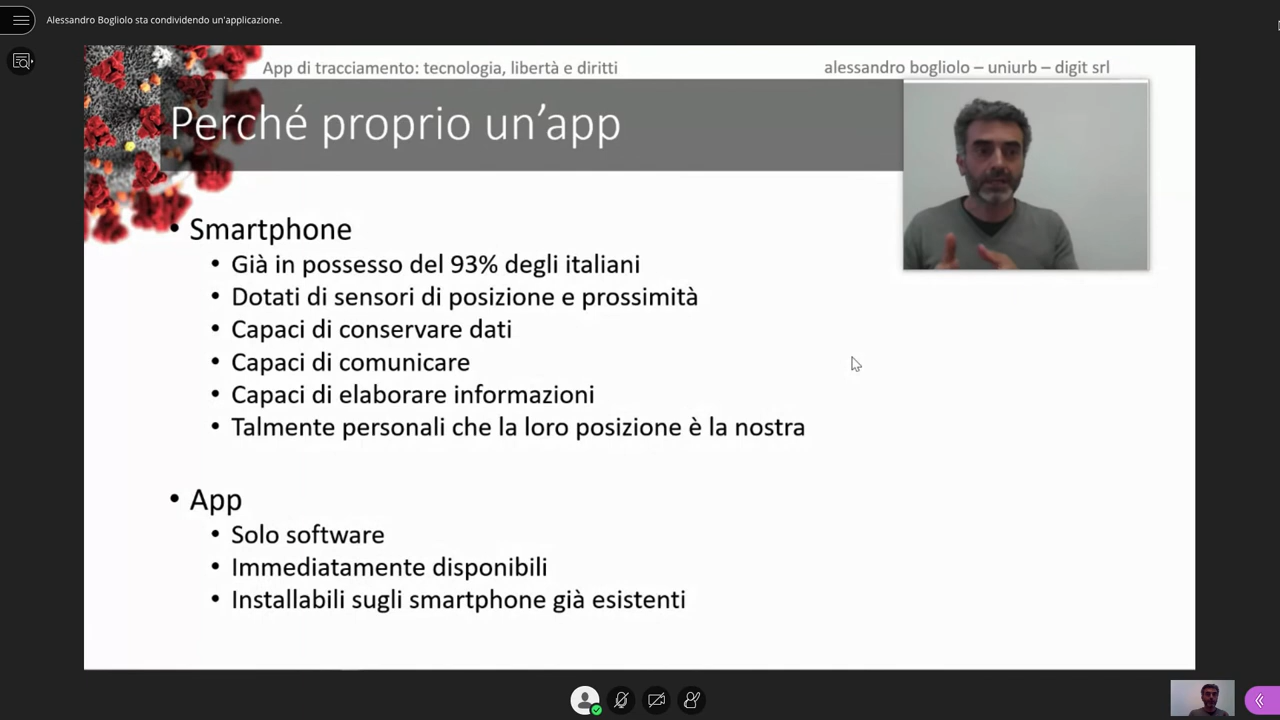 Alessandro Bogliolo sta condividendo un'applicazione.
App di tracciamento: tecnologia, libertà e diritti
alessandro bogliolo – uniurb – digit srl
Perché proprio un'app
• Smartphone
• Già in possesso del 93% degli italiani
• Dotati di sensori di posizione e prossimità
• Capaci di conservare dati
• Capaci di comunicare
• Capaci di elaborare informazioni
• Talmente personali che la loro posizione è la nostra
• App
• Solo software
• Immediatamente disponibili
• Installabili sugli smartphone già esistenti